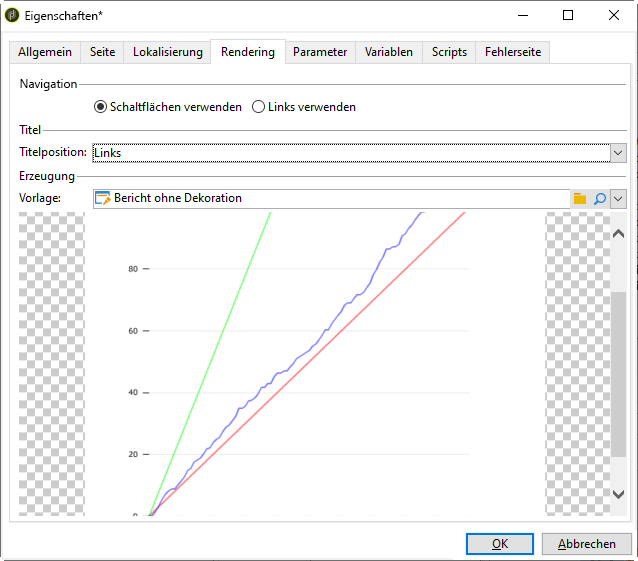 Eigenschaften*
Allgemein Seite Lokalisierung Rendering Parameter Variablen Scripts Fehlerseite
Navigation
Schaltflächen verwenden Links verwenden
Titel
Titelposition: Links
Erzeugung
Vorlage: Bericht ohne Dekoration
80
60
40
20
0
OK Abbrechen